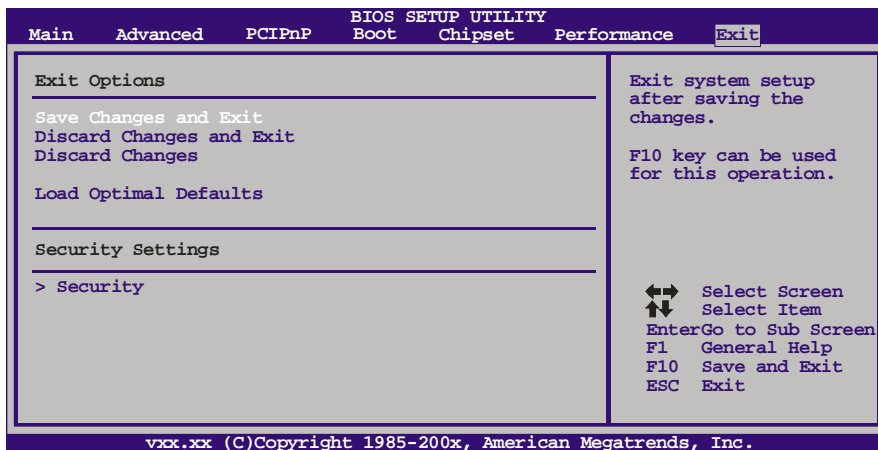 BIOS SETUP UTILITY
Main Advanced PCIPnP Boot Chipset Performance Exit
Exit Options
Save Changes and Exit
Discard Changes and Exit
Discard Changes
Load Optimal Defaults
Security Settings
> Security
Exit system setup
after saving the
changes.
F10 key can be used
for this operation.
Select Screen
Select Item
EnterGo to Sub Screen
F1 General Help
F10 Save and Exit
ESC Exit
vxx.xx (C)Copyright 1985-200x, American Megatrends, Inc.